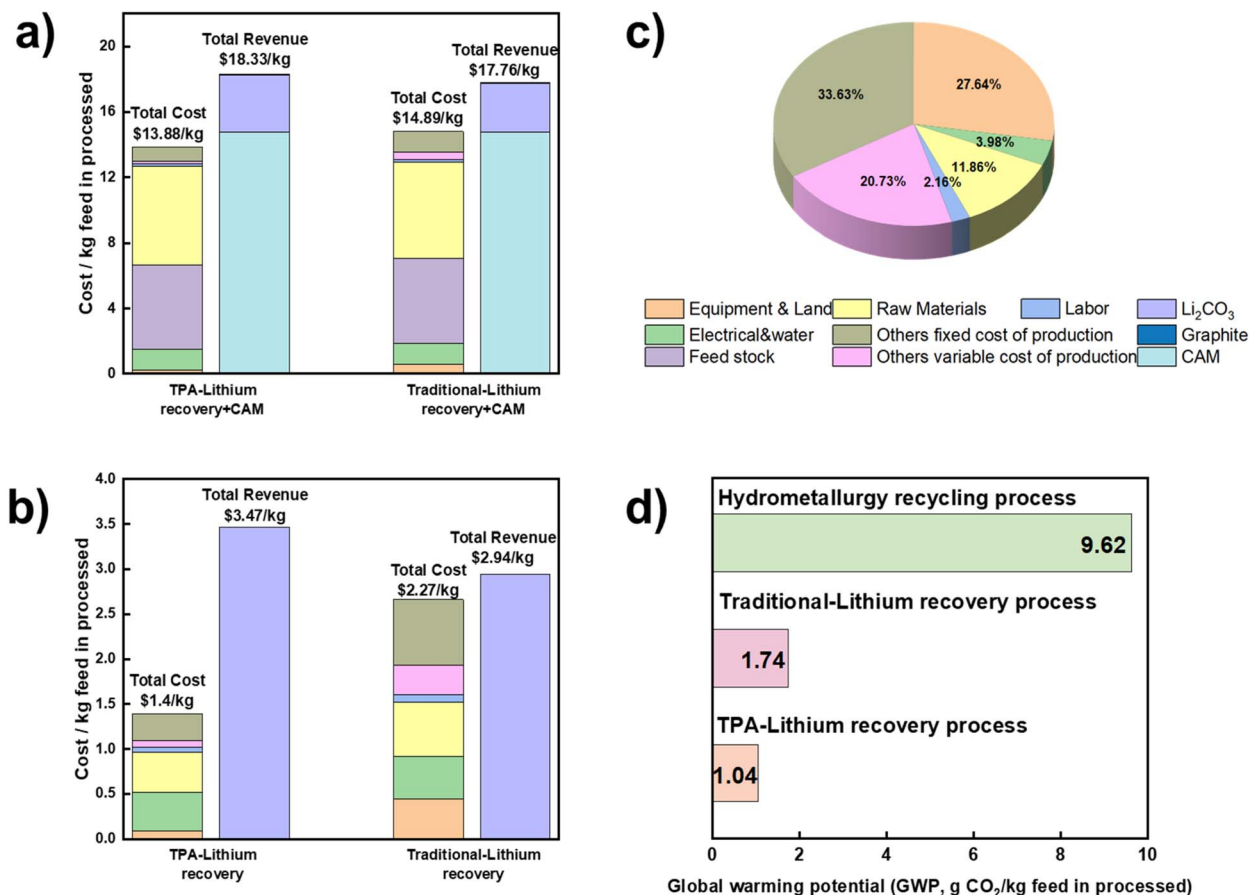 a)
Cost / kg feed in processed
20
16
12
8
4
0
Total Cost
$13.88/kg
Total Revenue
$18.33/kg
Total Cost
$14.89/kg
Total Revenue
$17.76/kg
TPA-Lithium
recovery+CAM
Traditional-Lithium
recovery+CAM
c)
33.63%
27.64%
3.98%
11.86%
2.16%
20.73%
Equipment & Land
Raw Materials
Labor
Li₂CO₃
Electrical&water
Others fixed cost of production
Graphite
Feed stock
Others variable cost of production
CAM
b)
Cost / kg feed in processed
4.0
3.5
3.0
2.5
2.0
1.5
1.0
0.5
0.0
Total Cost
$1.4/kg
Total Revenue
$3.47/kg
Total Cost
$2.27/kg
Total Revenue
$2.94/kg
TPA-Lithium
recovery
Traditional-Lithium
recovery
d)
Hydrometallurgy recycling process
9.62
Traditional-Lithium recovery process
1.74
TPA-Lithium recovery process
1.04
0 2 4 6 8 10
Global warming potential (GWP, g CO₂/kg feed in processed)